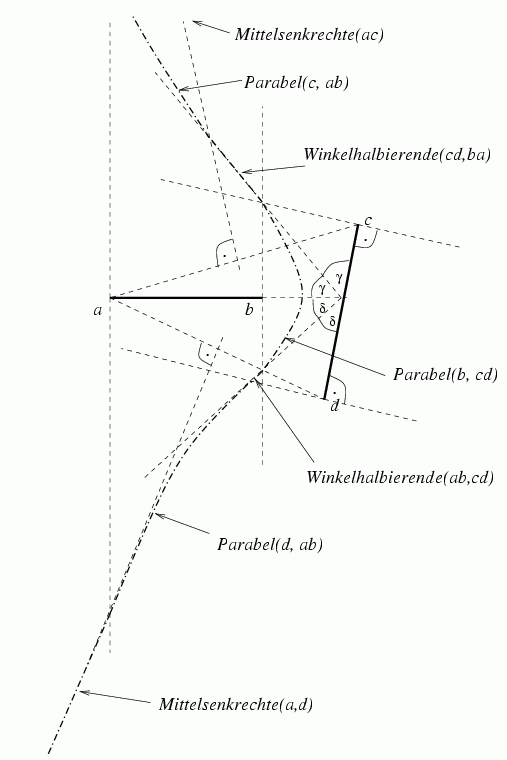 Mittelsenkrechte(ac)
Parabel(c, ab)
Winkelhalbierende(cd,ba)
c
γ
γ
a
b
δ
δ
Parabel(b, cd)
d
Winkelhalbierende(ab,cd)
Parabel(d, ab)
Mittelsenkrechte(a,d)